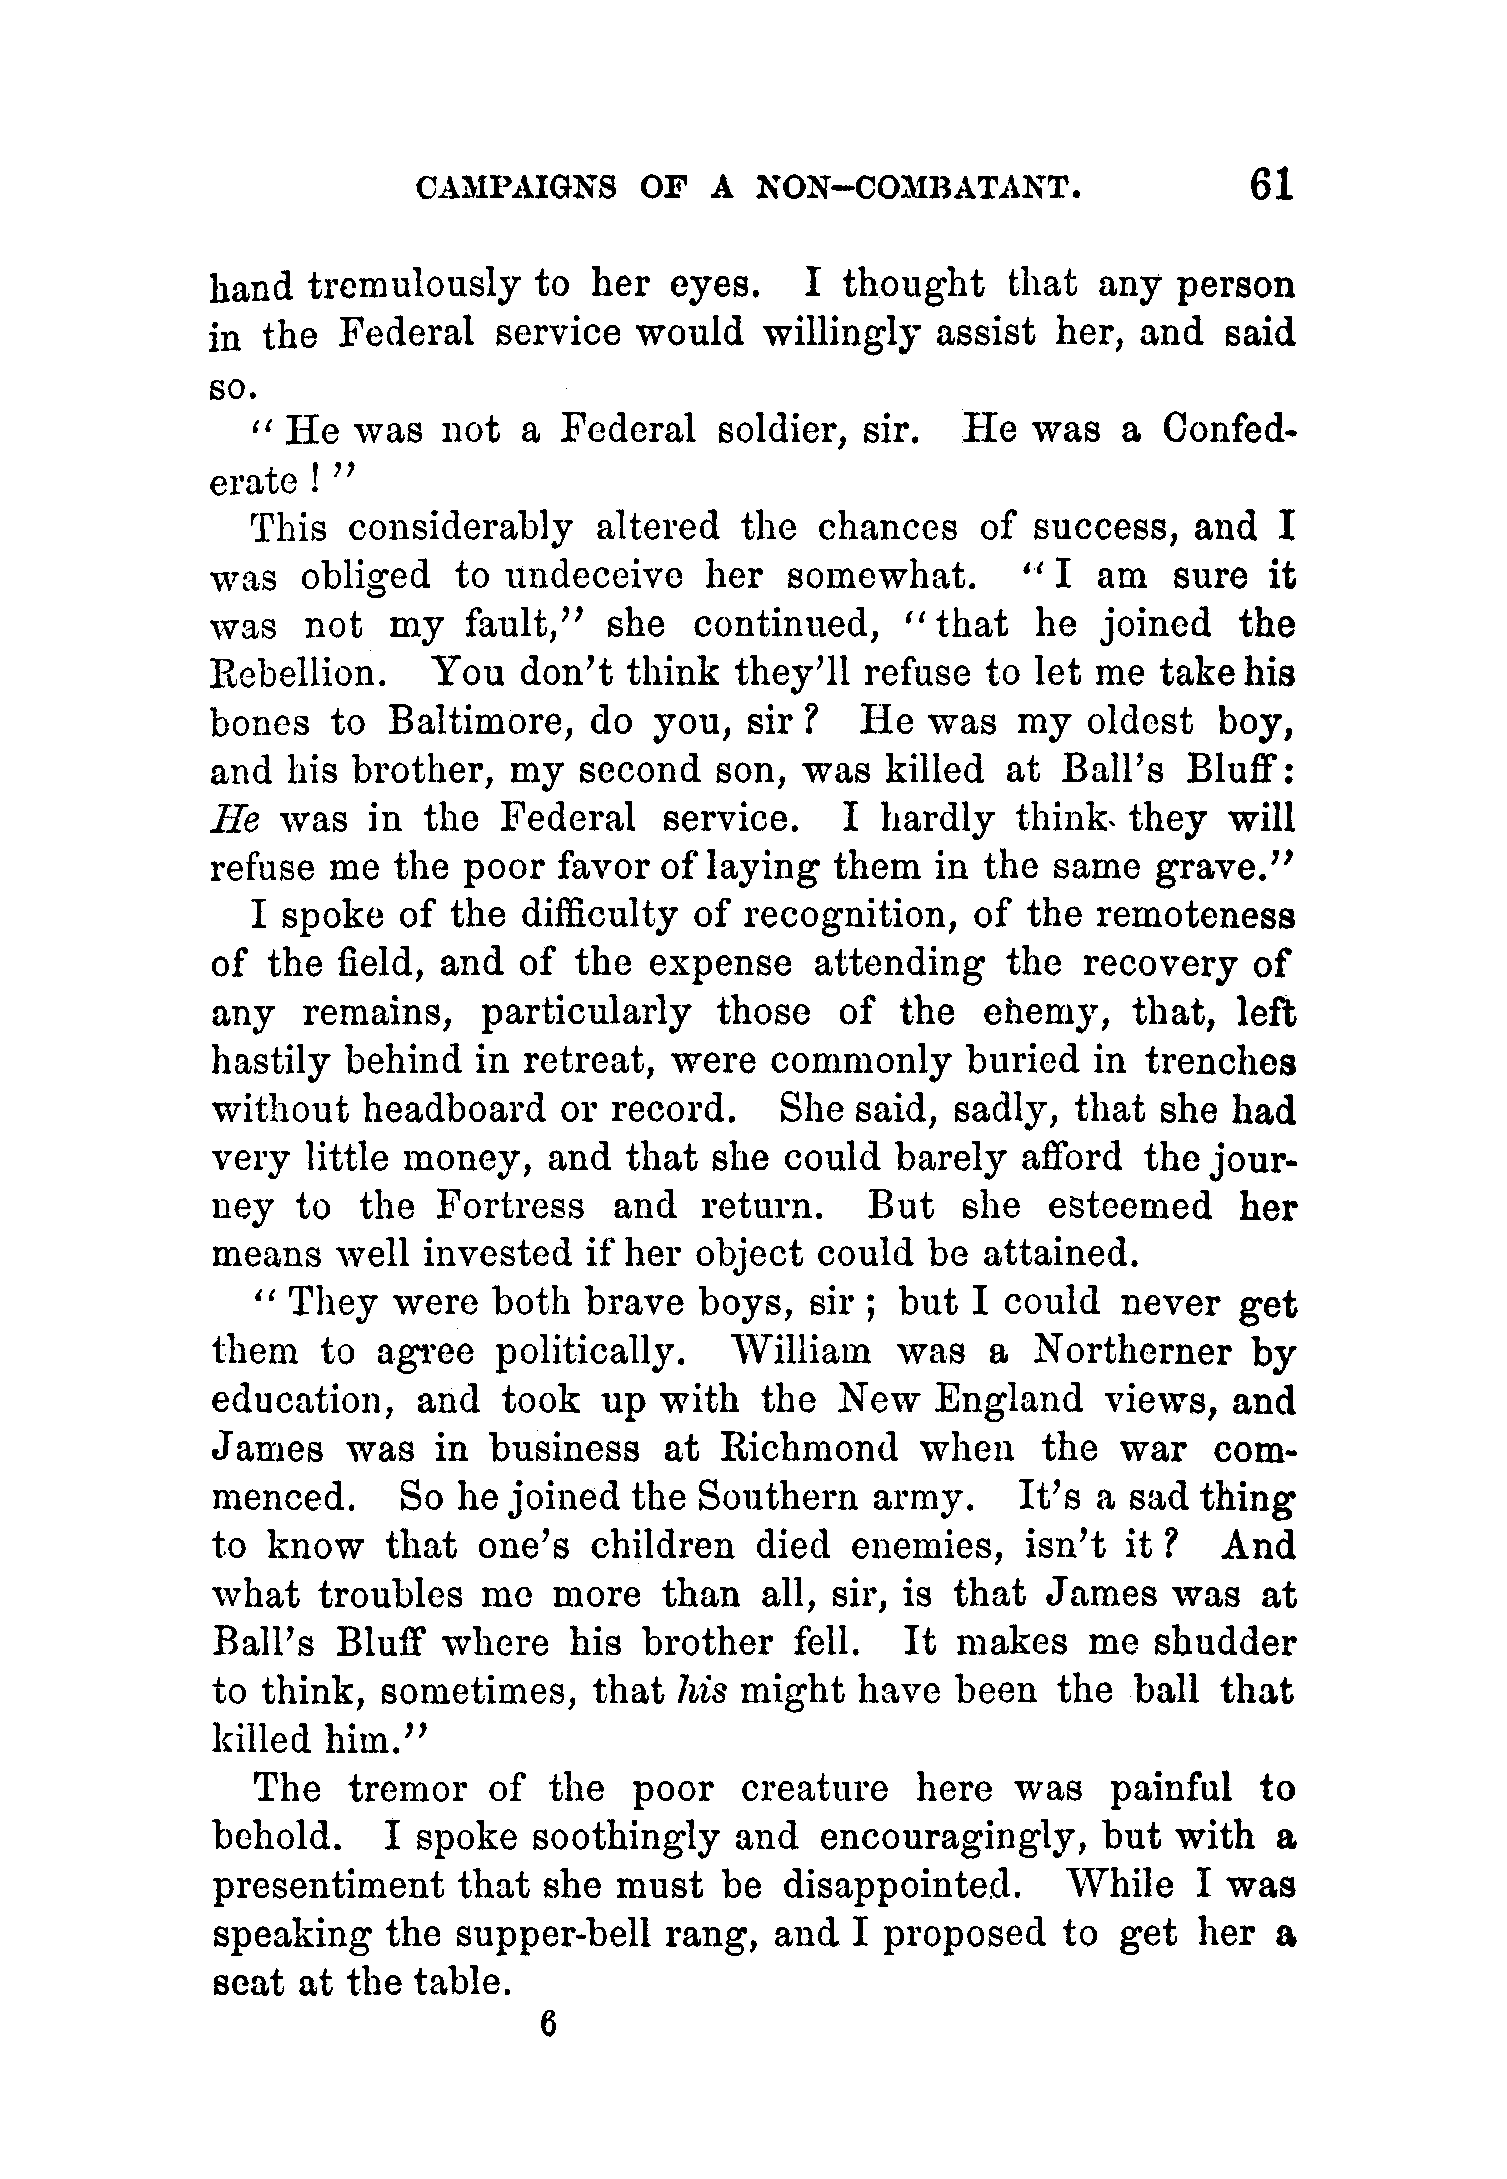 CAMPAIGNS OF A NON-COMBATANT. 61
hand tremulously to her eyes. I thought that any person
in the Federal service would willingly assist her, and said
so.
"He was not a Federal soldier, sir. He was a Confed-
erate!"
This considerably altered the chances of success, and I
was obliged to undeceive her somewhat. "I am sure it
was not my fault," she continued, "that he joined the
Rebellion. You don't think they'll refuse to let me take his
bones to Baltimore, do you, sir? He was my oldest boy,
and his brother, my second son, was killed at Ball's Bluff:
He was in the Federal service. I hardly think they will
refuse me the poor favor of laying them in the same grave."
I spoke of the difficulty of recognition, of the remoteness
of the field, and of the expense attending the recovery of
any remains, particularly those of the enemy, that, left
hastily behind in retreat, were commonly buried in trenches
without headboard or record. She said, sadly, that she had
very little money, and that she could barely afford the jour-
ney to the Fortress and return. But she esteemed her
means well invested if her object could be attained.
"They were both brave boys, sir; but I could never get
them to agree politically. William was a Northerner by
education, and took up with the New England views, and
James was in business at Richmond when the war com-
menced. So he joined the Southern army. It's a sad thing
to know that one's children died enemies, isn't it? And
what troubles me more than all, sir, is that James was at
Ball's Bluff where his brother fell. It makes me shudder
to think, sometimes, that his might have been the ball that
killed him."
The tremor of the poor creature here was painful to
behold. I spoke soothingly and encouragingly, but with a
presentiment that she must be disappointed. While I was
speaking the supper-bell rang, and I proposed to get her a
seat at the table.
6